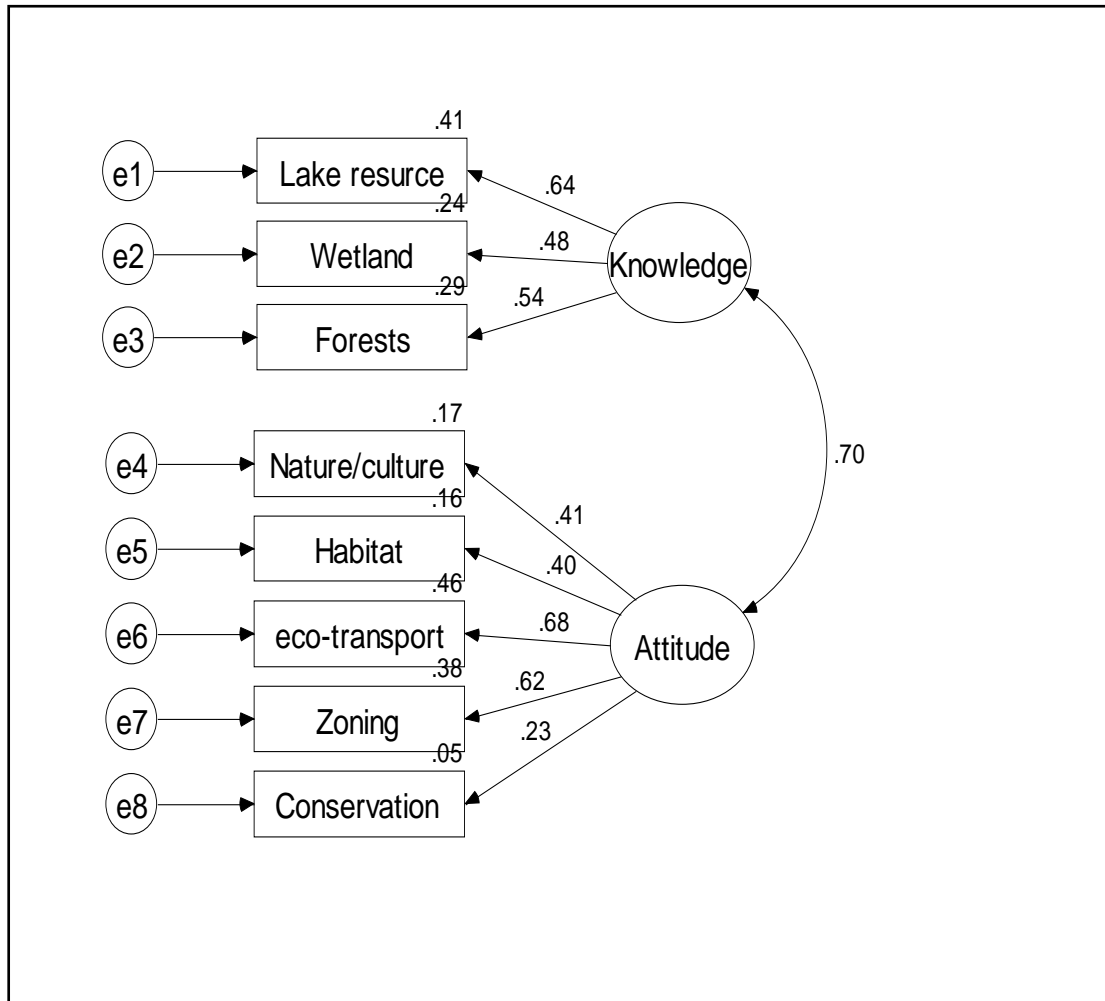 .41
e1
Lake resurce
.64
.24
e2
Wetland
.48
Knowledge
.29
e3
Forests
.54
.17
e4
Nature/culture
.41
.70
.16
e5
Habitat
.40
.46
e6
eco-transport
.68
Attitude
.38
e7
Zoning
.62
.05
e8
Conservation
.23